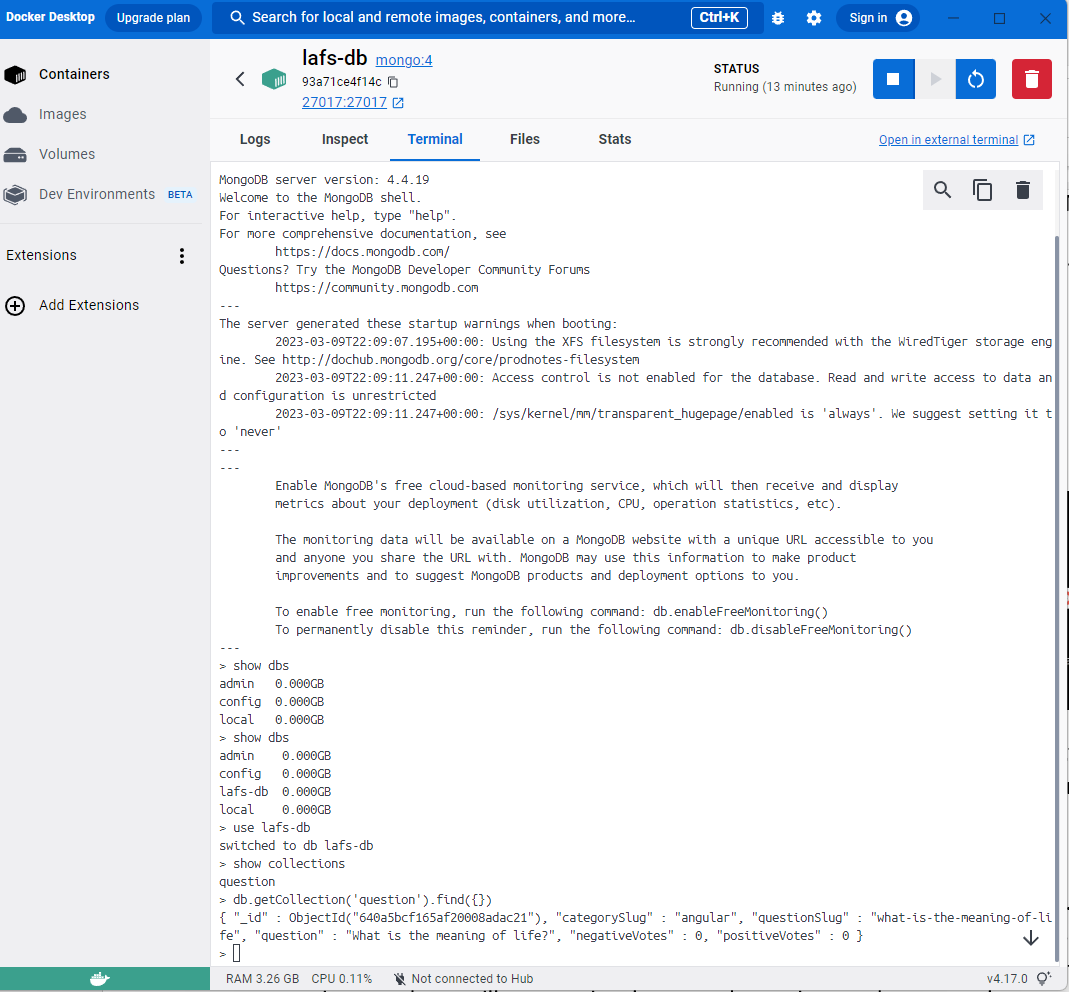 Docker Desktop
Upgrade plan
Search for local and remote images, containers, and more...
Ctrl+K
Sign in
Containers
Images
Volumes
Dev Environments BETA
Extensions
Add Extensions
lafs-db mongo:4
93a71ce4f14c
27017:27017
STATUS
Running (13 minutes ago)
Logs
Inspect
Terminal
Files
Stats
Open in external terminal
MongoDB server version: 4.4.19
Welcome to the MongoDB shell.
For interactive help, type "help".
For more comprehensive documentation, see
https://docs.mongodb.com/
Questions? Try the MongoDB Developer Community Forums
https://community.mongodb.com
---
The server generated these startup warnings when booting:
2023-03-09T22:09:07.195+00:00: Using the XFS filesystem is strongly recommended with the WiredTiger storage eng
ine. See http://dochub.mongodb.org/core/prodnotes-filesystem
2023-03-09T22:09:11.247+00:00: Access control is not enabled for the database. Read and write access to data an
d configuration is unrestricted
2023-03-09T22:09:11.247+00:00: /sys/kernel/mm/transparent_hugepage/enabled is 'always'. We suggest setting it t
o 'never'
---
---
Enable MongoDB's free cloud-based monitoring service, which will then receive and display
metrics about your deployment (disk utilization, CPU, operation statistics, etc).
The monitoring data will be available on a MongoDB website with a unique URL accessible to you
and anyone you share the URL with. MongoDB may use this information to make product
improvements and to suggest MongoDB products and deployment options to you.
To enable free monitoring, run the following command: db.enableFreeMonitoring()
To permanently disable this reminder, run the following command: db.disableFreeMonitoring()
---
> show dbs
admin 0.000GB
config 0.000GB
local 0.000GB
> show dbs
admin 0.000GB
config 0.000GB
lafs-db 0.000GB
local 0.000GB
> use lafs-db
switched to db lafs-db
> show collections
question
> db.getCollection('question').find({})
{ "_id" : ObjectId("640a5bcf165af20008adac21"), "categorySlug" : "angular", "questionSlug" : "what-is-the-meaning-of-li
fe", "question" : "What is the meaning of life?", "negativeVotes" : 0, "positiveVotes" : 0 }
>
RAM 3.26 GB CPU 0.11% Not connected to Hub
v4.17.0